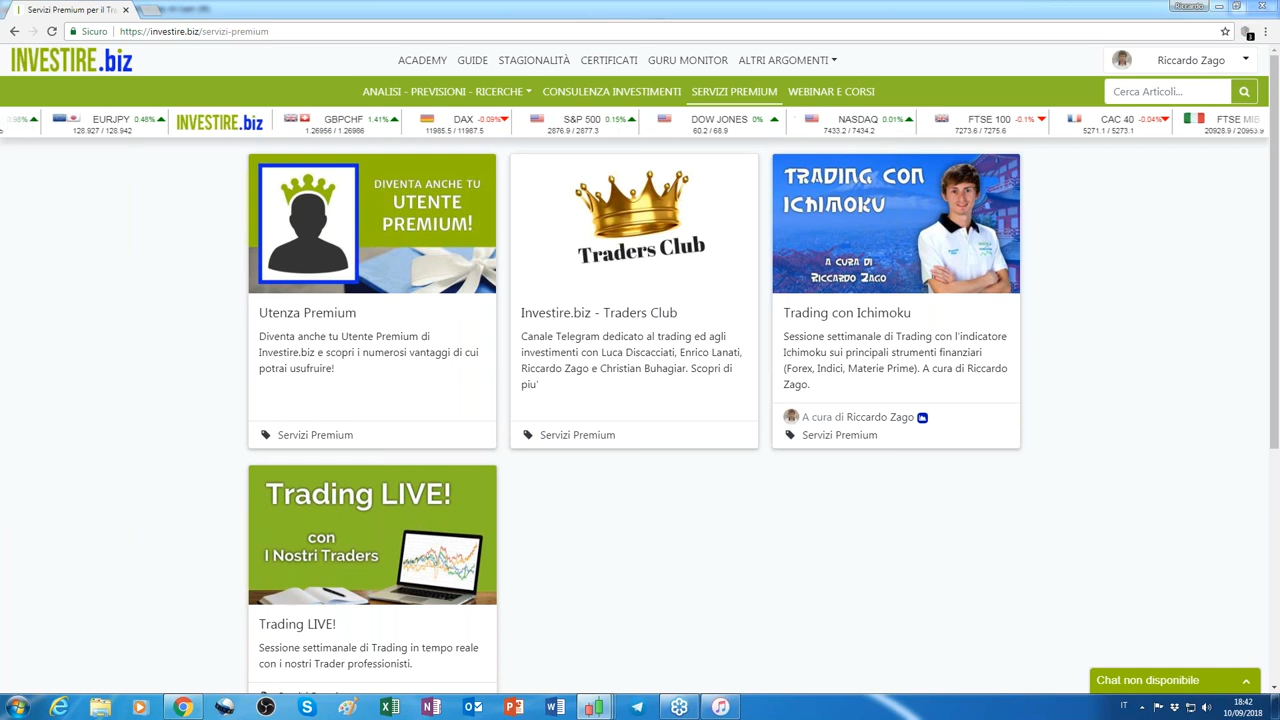 Servizi Premium per il Tra
Riccardo
Sicuro
https://investire.biz/servizi-premium
3
INVESTIRE.biz
ACADEMY GUIDE STAGIONALITÀ CERTIFICATI GURU MONITOR ALTRI ARGOMENTI
Riccardo Zago
ANALISI - PREVISIONI - RICERCHE CONSULENZA INVESTIMENTI SERVIZI PREMIUM WEBINAR E CORSI
Cerca Articoli...
EURJPY 0.48% INVESTIRE.biz GBPCHF 1.41% DAX -0.09% S&P 500 0.15% DOW JONES 0% NASDAQ 0.01% FTSE 100 -0.1% CAC 40 -0.04% FTSE MIB
128.927 / 128.942 1.26956 / 1.26986 11985.5 / 11987.5 2876.9 / 2877.3 60.2 / 68.9 7433.2 / 7434.2 7273.6 / 7275.6 5271.1 / 5273.1
DIVENTA ANCHE TU
UTENTE
PREMIUM!
Utenza Premium
Diventa anche tu Utente Premium di
Investire.biz e scopri i numerosi vantaggi di cui
potrai usufruire!
Servizi Premium
Traders Club
Investire.biz - Traders Club
Canale Telegram dedicato al trading ed agli
investimenti con Luca Discacciati, Enrico Lanati,
Riccardo Zago e Christian Buhagiar. Scopri di
piu'
Servizi Premium
TRADING CON
ICHIMOKU
A CURA DI
RICCARDO ZAGO
Trading con Ichimoku
Sessione settimanale di Trading con l'indicatore
Ichimoku sui principali strumenti finanziari
(Forex, Indici, Materie Prime). A cura di Riccardo
Zago.
A cura di Riccardo Zago
Servizi Premium
Trading LIVE!
con
I Nostri Traders
Trading LIVE!
Sessione settimanale di Trading in tempo reale
con i nostri Trader professionisti.
Chat non disponibile
IT
18:42
10/09/2018